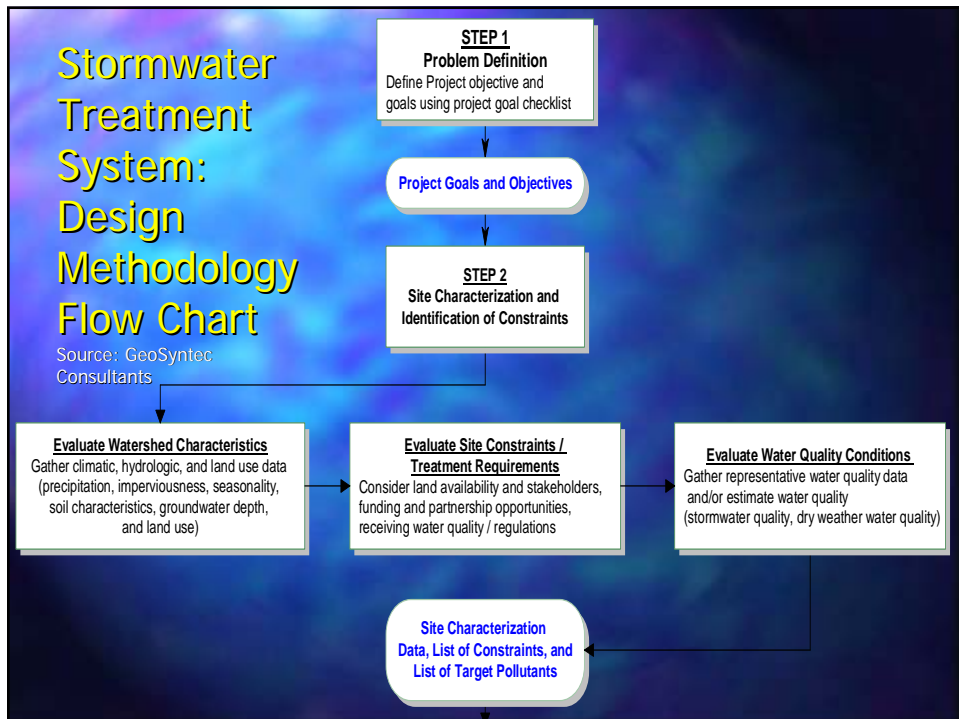 Stormwater
Treatment
System:
Design
Methodology
Flow Chart
Source: GeoSyntec
Consultants
STEP 1
Problem Definition
Define Project objective and
goals using project goal checklist
Project Goals and Objectives
STEP 2
Site Characterization and
Identification of Constraints
Evaluate Watershed Characteristics
Gather climatic, hydrologic, and land use data
(precipitation, imperviousness, seasonality,
soil characteristics, groundwater depth,
and land use)
Evaluate Site Constraints /
Treatment Requirements
Consider land availability and stakeholders,
funding and partnership opportunities,
receiving water quality / regulations
Evaluate Water Quality Conditions
Gather representative water quality data
and/or estimate water quality
(stormwater quality, dry weather water quality)
Site Characterization
Data, List of Constraints, and
List of Target Pollutants